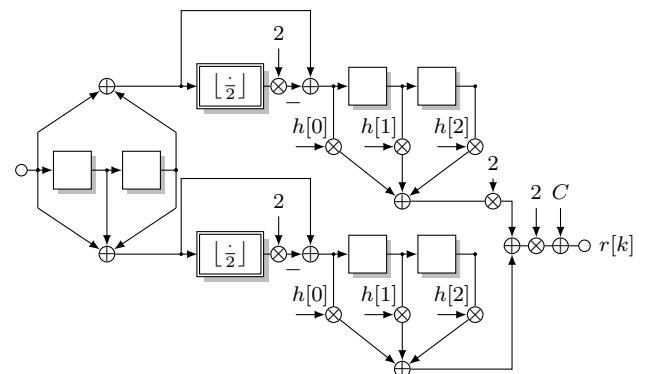 2
⌊ ⋅/2 ⌋
−
h[0] h[1] h[2]
2
2
2 C
r[k]
⌊ ⋅/2 ⌋
−
h[0] h[1] h[2]